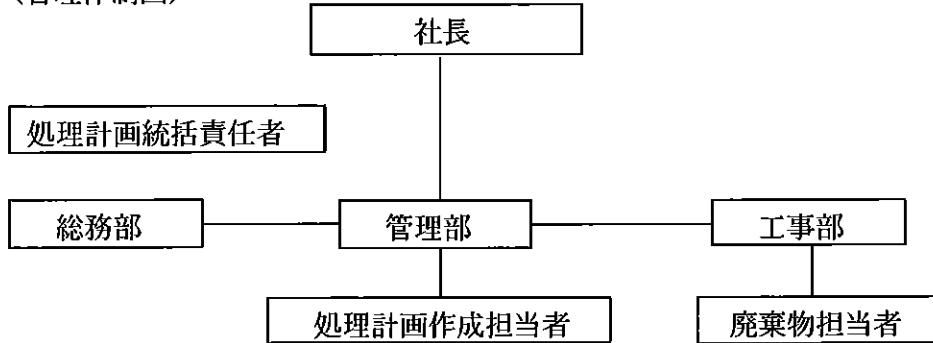 社長
処理計画統括責任者
総務部
管理部
工事部
処理計画作成担当者
廃棄物担当者